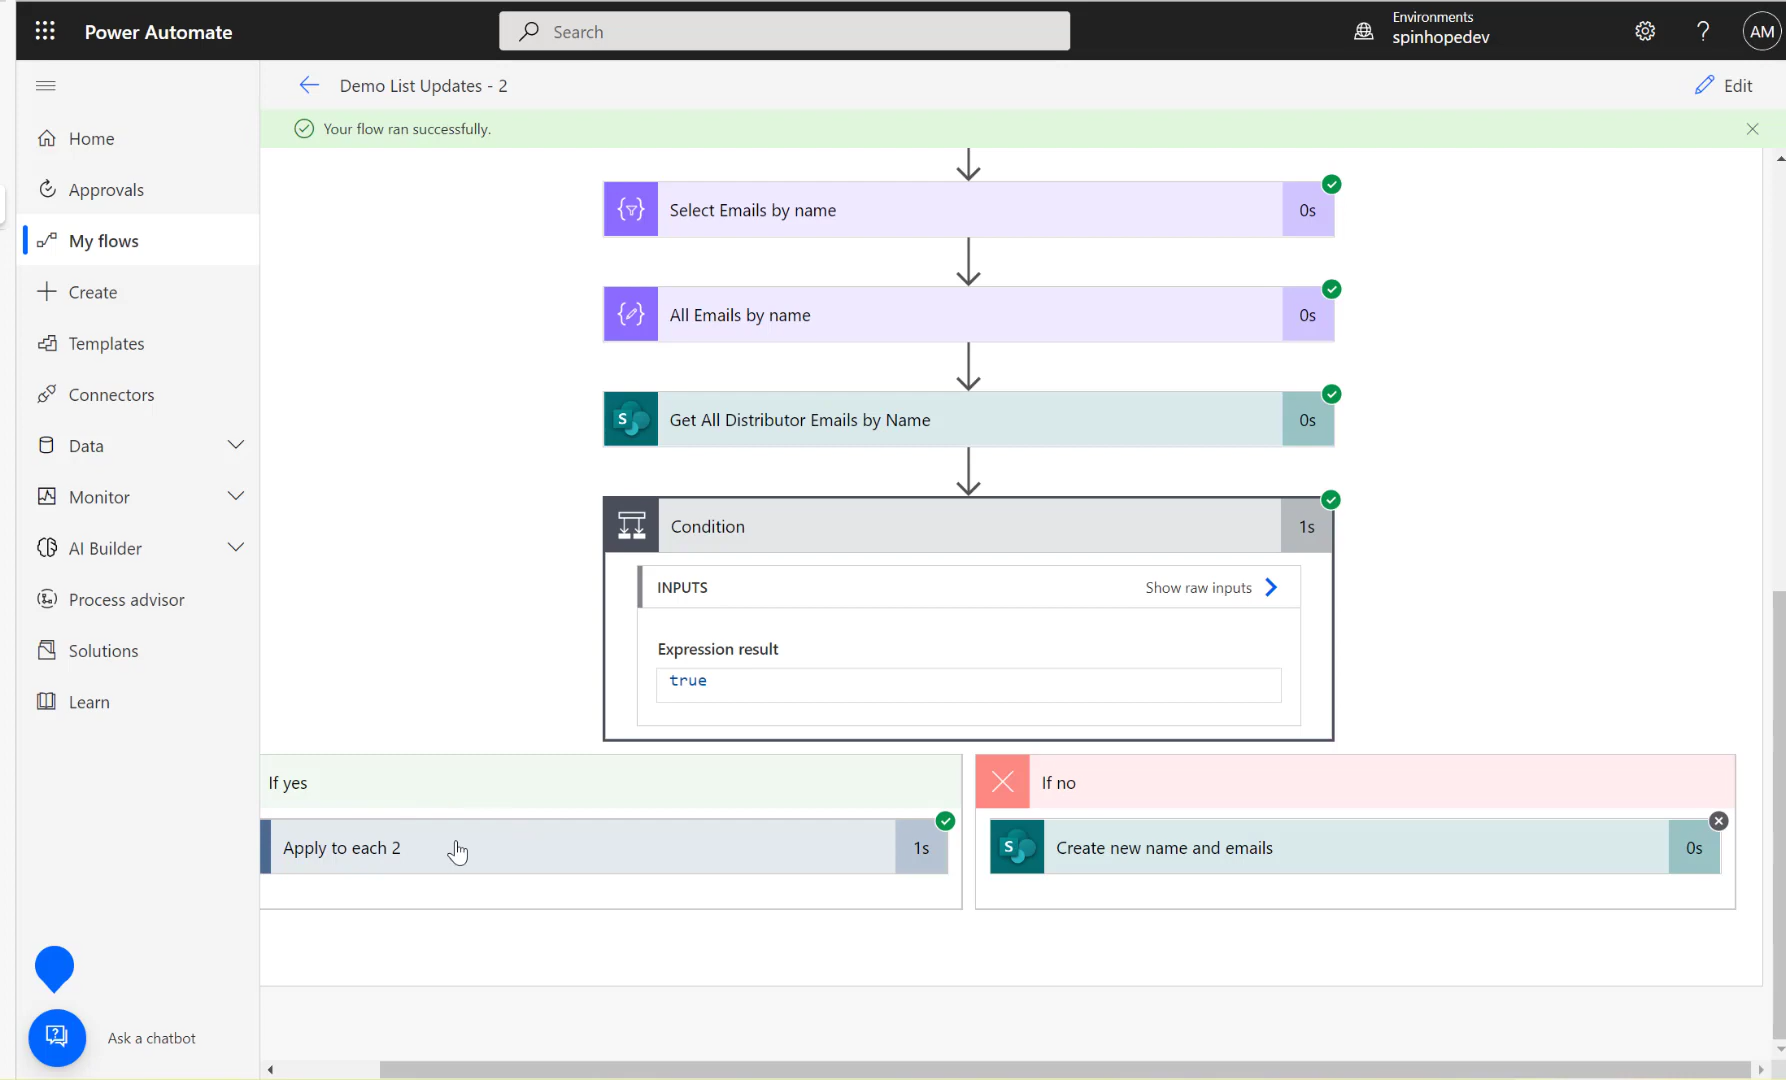 Power Automate
Search
Environments
spinhopedev
?
AM
Demo List Updates - 2
Edit
Your flow ran successfully.
Home
Approvals
My flows
Create
Templates
Connectors
Data
Monitor
AI Builder
Process advisor
Solutions
Learn
Ask a chatbot
Select Emails by name
0s
All Emails by name
0s
S
Get All Distributor Emails by Name
0s
Condition
1s
INPUTS
Show raw inputs
Expression result
true
If yes
Apply to each 2
1s
If no
S
Create new name and emails
0s